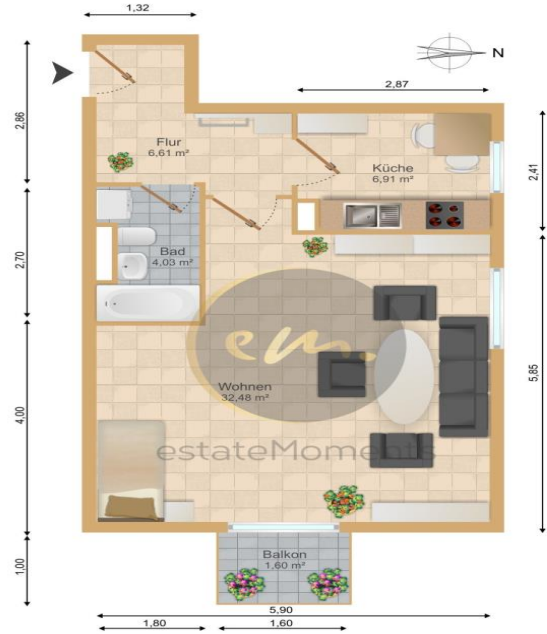 1,32
N
2,87
2,86
Flur
6,61 m²
Küche
6,91 m²
2,41
2,70
Bad
4,03 m²
em.
5,85
4,00
Wohnen
32,48 m²
estateMoments
1,00
Balkon
1,60 m²
5,90
1,80
1,60